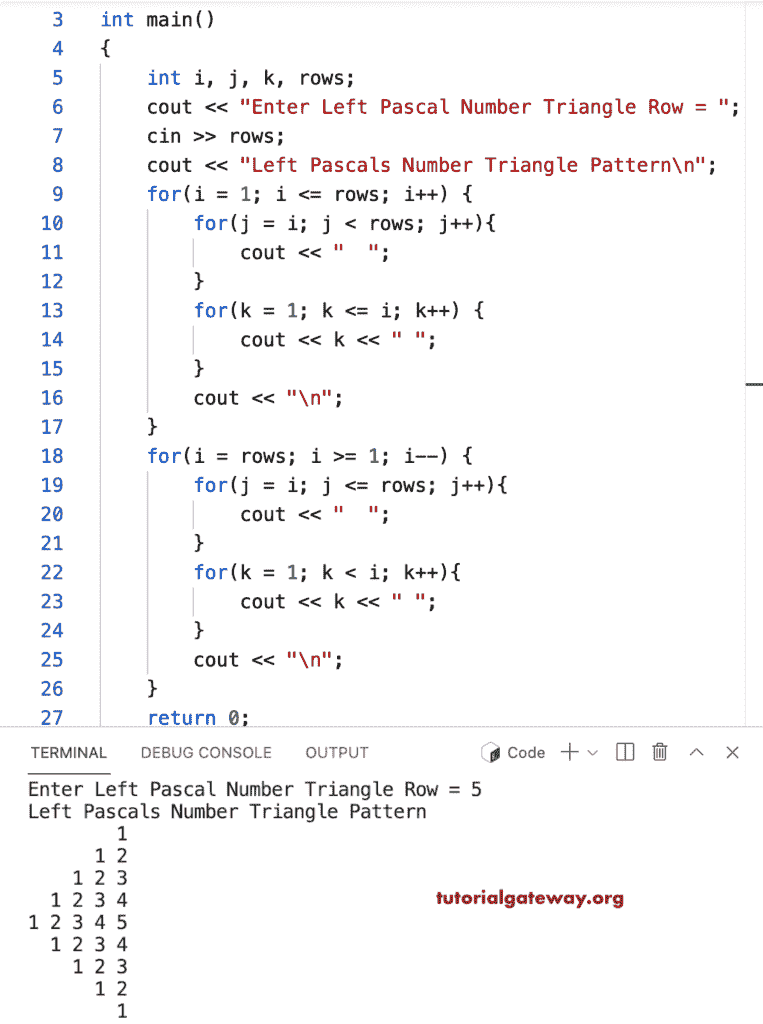 3 int main()
4 {
5     int i, j, k, rows;
6     cout << "Enter Left Pascal Number Triangle Row = ";
7     cin >> rows;
8     cout << "Left Pascals Number Triangle Pattern\n";
9     for(i = 1; i <= rows; i++) {
10         for(j = i; j < rows; j++){
11             cout << "  ";
12         }
13         for(k = 1; k <= i; k++) {
14             cout << k << " ";
15         }
16         cout << "\n";
17     }
18     for(i = rows; i >= 1; i--) {
19         for(j = i; j <= rows; j++){
20             cout << "  ";
21         }
22         for(k = 1; k < i; k++){
23             cout << k << " ";
24         }
25         cout << "\n";
26     }
27     return 0;
TERMINAL DEBUG CONSOLE OUTPUT Code
Enter Left Pascal Number Triangle Row = 5
Left Pascals Number Triangle Pattern
        1
      1 2
    1 2 3
  1 2 3 4
1 2 3 4 5
  1 2 3 4
    1 2 3
      1 2
        1
tutorialgateway.org